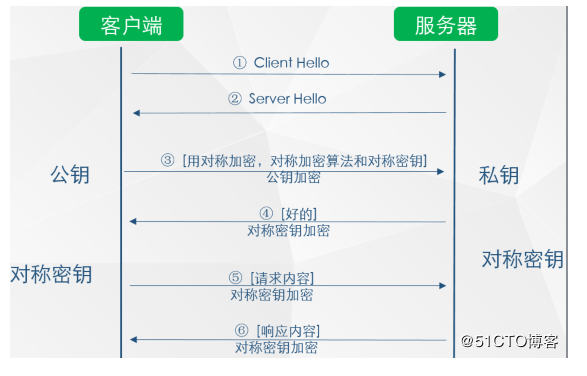 客户端
服务器
① Client Hello
② Server Hello
③ [用对称加密，对称加密算法和对称密钥]
公钥加密
公钥
私钥
④ [好的]
对称密钥加密
对称密钥
对称密钥
⑤ [请求内容]
对称密钥加密
⑥ [响应内容]
对称密钥加密
@51CTO博客